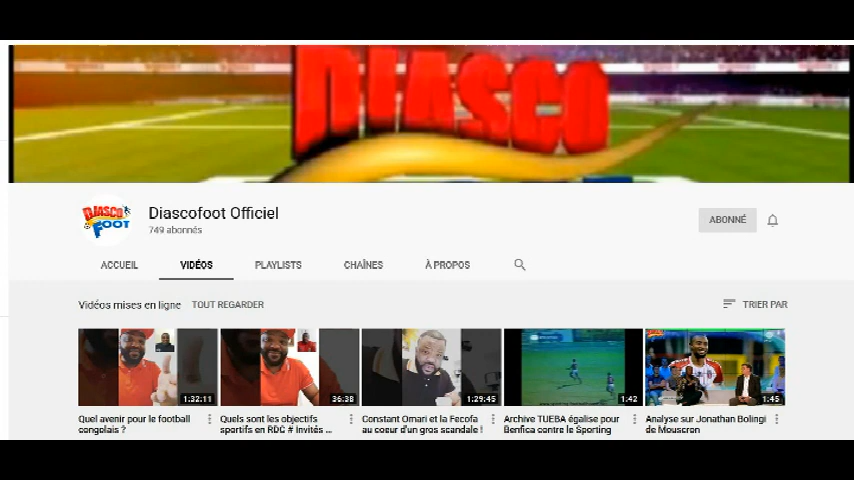 DIASCO
DIASCO
FOOT
Diascofoot Officiel
749 abonnés
ABONNÉ
ACCUEIL VIDÉOS PLAYLISTS CHAÎNES À PROPOS
Vidéos mises en ligne TOUT REGARDER TRIER PAR
1:32:11 36:38 1:29:45 1:42 1:45
Quel avenir pour le football
congolais ?
Quels sont les objectifs
sportifs en RDC # Invités ...
Constant Omari et la Fecofa
au coeur d'un gros scandale !
Archive TUEBA égalise pour
Benfica contre le Sporting
Analyse sur Jonathan Bolingi
de Mouscron